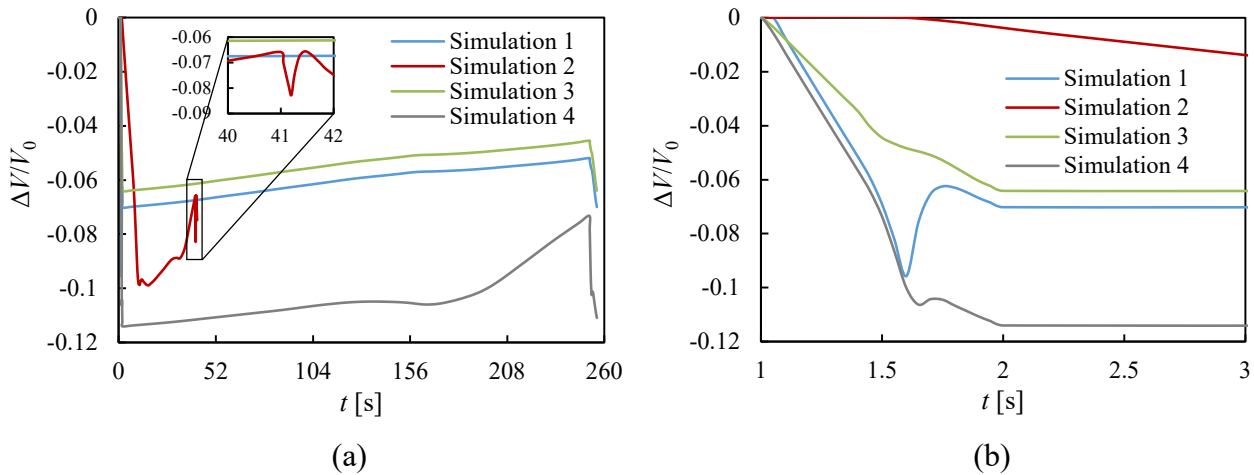 0
-0.02
-0.04
-0.06
-0.08
-0.1
-0.12
ΔV/V₀
0 52 104 156 208 260
t [s]
-0.06
-0.07
-0.08
-0.09
40 41 42
Simulation 1
Simulation 2
Simulation 3
Simulation 4
(a)
0
-0.02
-0.04
-0.06
-0.08
-0.1
-0.12
ΔV/V₀
1 1.5 2 2.5 3
t [s]
Simulation 1
Simulation 2
Simulation 3
Simulation 4
(b)